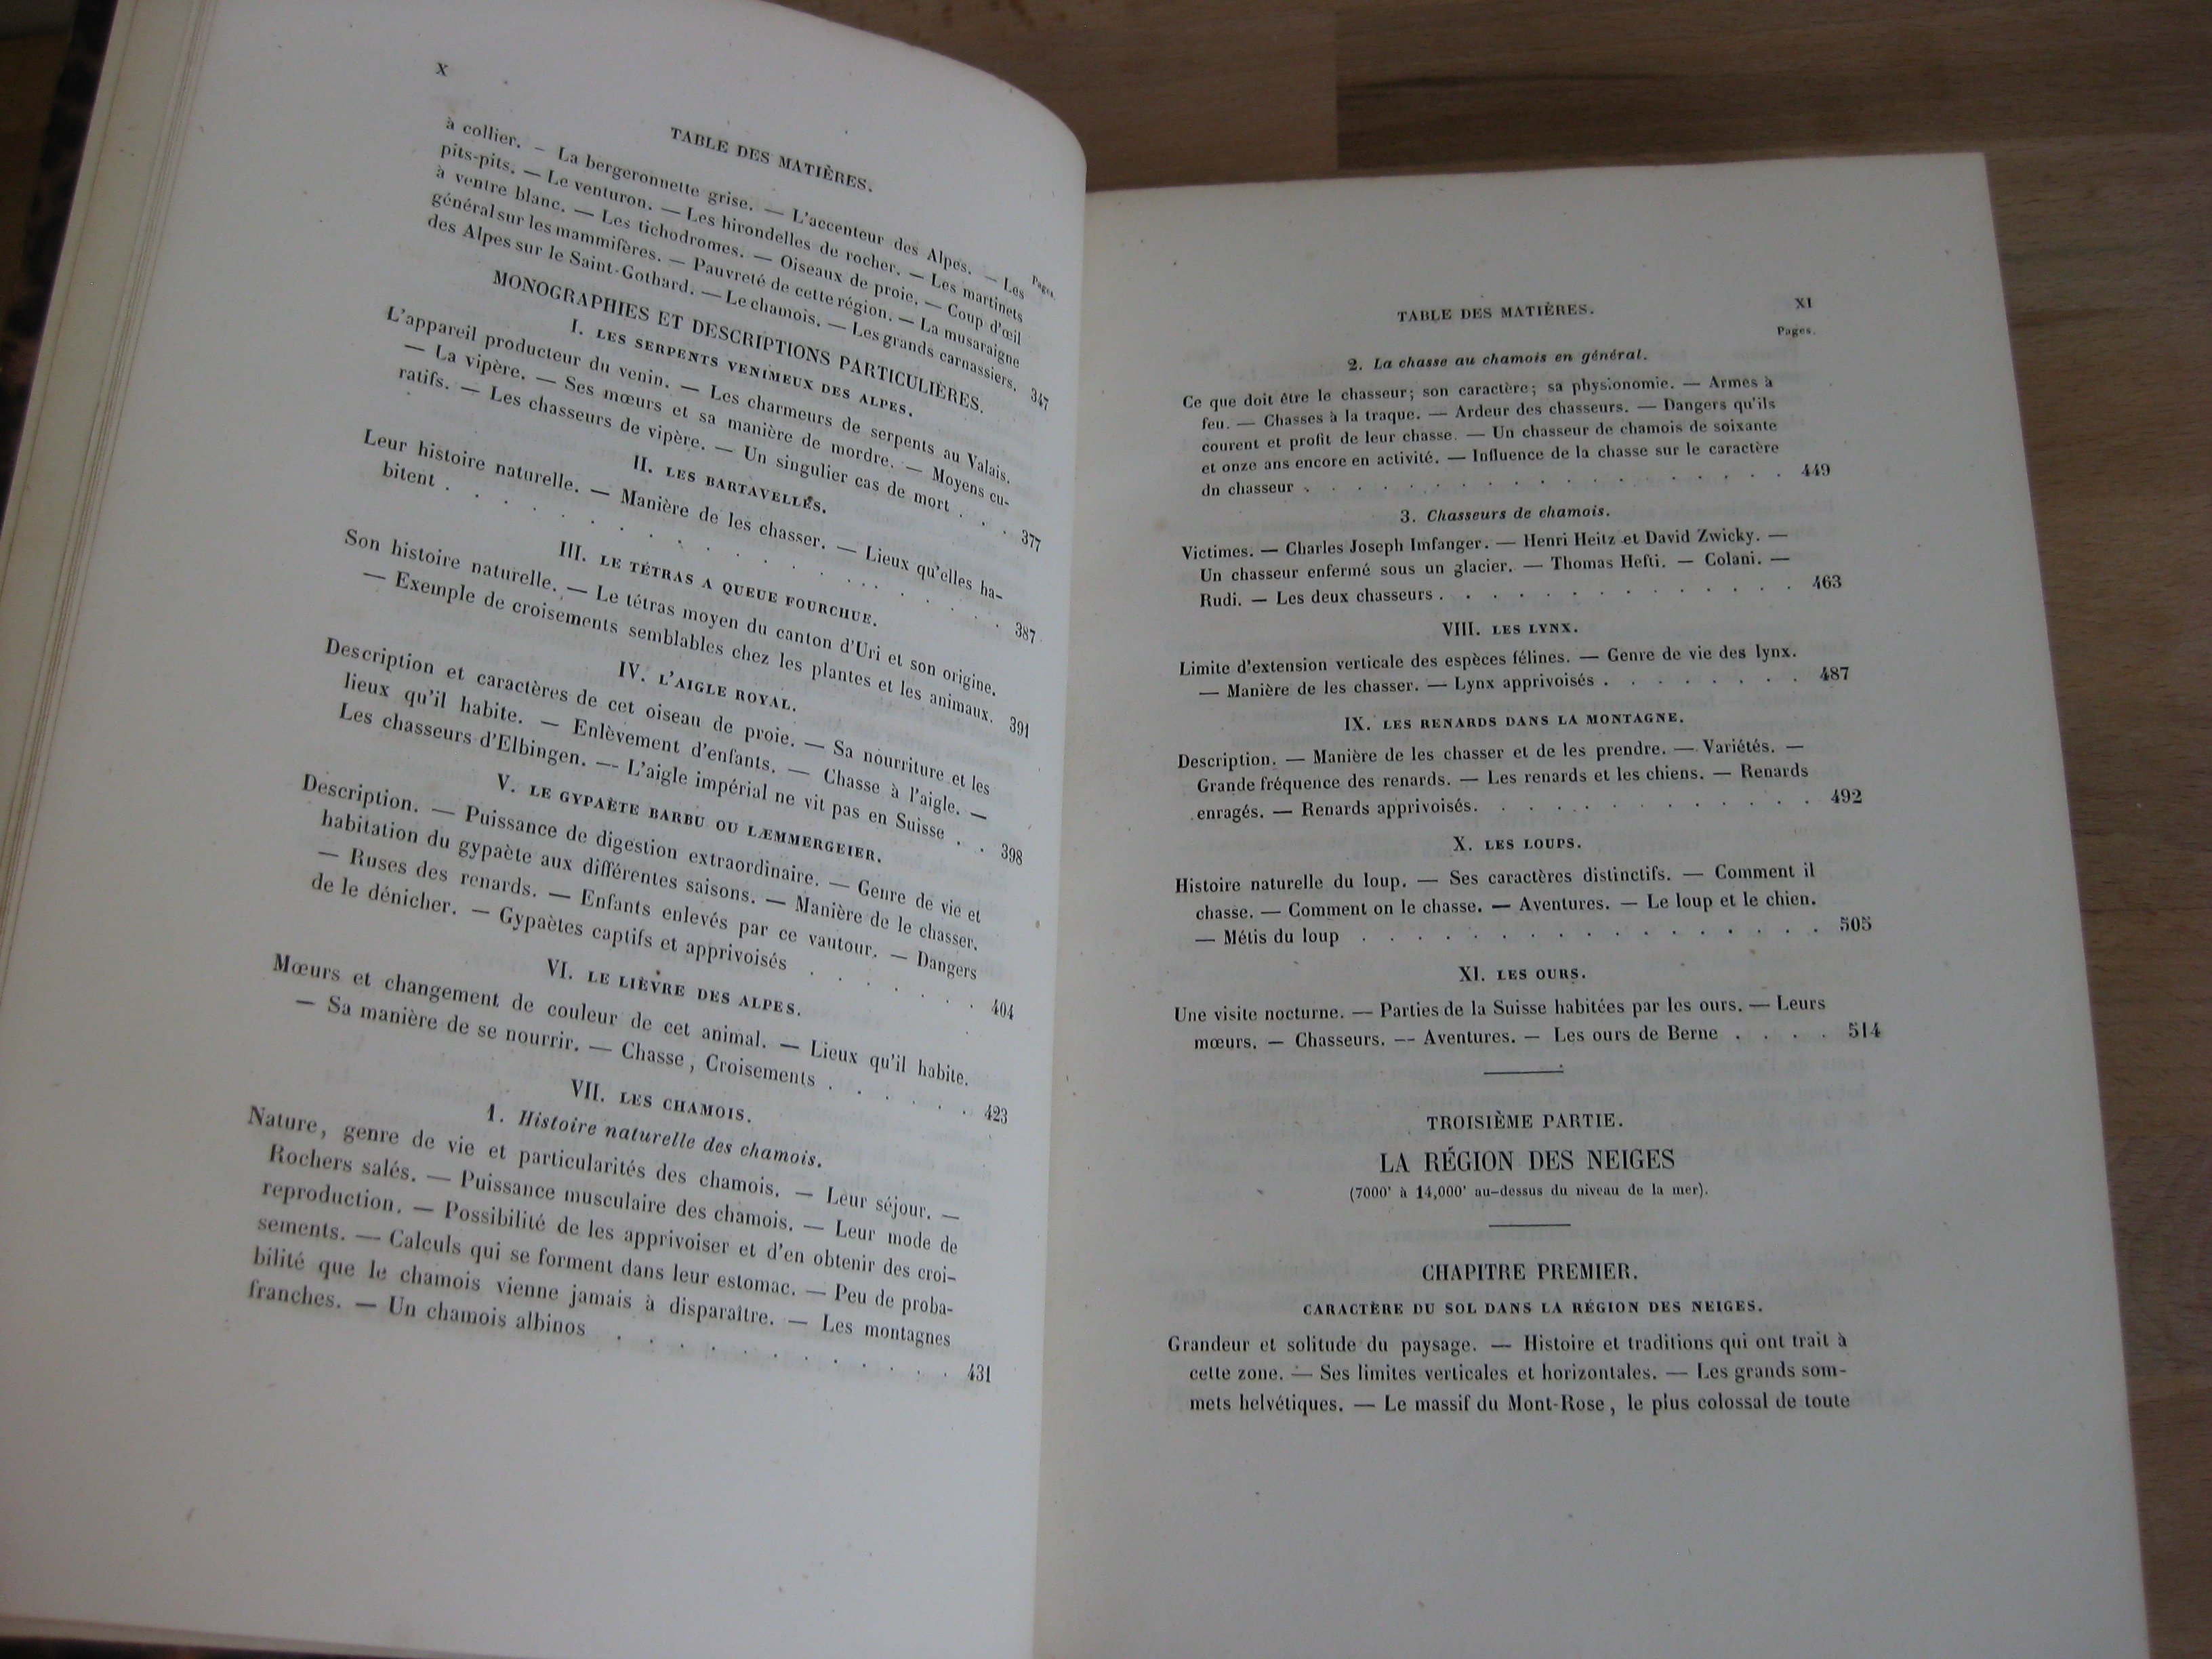 X
TABLE DES MATIÈRES.
Pages.
à collier. – La bergeronnette grise. — L'accenteur des Alpes. — Les
pits-pits. — Le venturon. — Les hirondelles de rocher. — Les martinets
à ventre blanc. — Les tichodromes. — Oiseaux de proie. — Coup d'œil
général sur les mammifères. — Pauvreté de cette région. — La musaraigne
des Alpes sur le Saint-Gothard. — Le chamois. — Les grands carnassiers. 347
MONOGRAPHIES ET DESCRIPTIONS PARTICULIÈRES.
I. LES SERPENTS VENIMEUX DES ALPES.
L'appareil producteur du venin. — Les charmeurs de serpents au Valais.
— La vipère. — Ses mœurs et sa manière de mordre. — Moyens cu-
ratifs. — Les chasseurs de vipère. — Un singulier cas de mort . . . 377
II. LES BARTAVELLES.
Leur histoire naturelle. — Manière de les chasser. — Lieux qu'elles ha-
bitent . . . . . . . . . . . . . . . . 387
III. LE TÉTRAS A QUEUE FOURCHUE.
Son histoire naturelle. — Le tétras moyen du canton d'Uri et son origine.
— Exemple de croisements semblables chez les plantes et les animaux. 391
IV. L'AIGLE ROYAL.
Description et caractères de cet oiseau de proie. — Sa nourriture et les
lieux qu'il habite. — Enlèvement d'enfants. — Chasse à l'aigle. —
Les chasseurs d'Elbingen. — L'aigle impérial ne vit pas en Suisse . . 398
V. LE GYPAÈTE BARBU OU LÆMMERGEIER.
Description. — Puissance de digestion extraordinaire. — Genre de vie et
habitation du gypaète aux différentes saisons. — Manière de le chasser.
— Ruses des renards. — Enfants enlevés par ce vautour. — Dangers
de le dénicher. — Gypaètes captifs et apprivoisés . . . . . . 404
VI. LE LIÈVRE DES ALPES.
Mœurs et changement de couleur de cet animal. — Lieux qu'il habite.
— Sa manière de se nourrir. — Chasse, Croisements . . . . . . 423
VII. LES CHAMOIS.
1. Histoire naturelle des chamois.
Nature, genre de vie et particularités des chamois. — Leur séjour. —
Rochers salés. — Puissance musculaire des chamois. — Leur mode de
reproduction. — Possibilité de les apprivoiser et d'en obtenir des croi-
sements. — Calculs qui se forment dans leur estomac. — Peu de proba-
bilité que le chamois vienne jamais à disparaître. — Les montagnes
franches. — Un chamois albinos . . . . . . . . . . . 431
TABLE DES MATIÈRES. XI
Pages.
2. La chasse au chamois en général.
Ce que doit être le chasseur; son caractère; sa physionomie. — Armes à
feu. — Chasses à la traque. — Ardeur des chasseurs. — Dangers qu'ils
courent et profit de leur chasse. — Un chasseur de chamois de soixante
et onze ans encore en activité. — Influence de la chasse sur le caractère
dn chasseur . . . . . . . . . . . . . . . . . . 449
3. Chasseurs de chamois.
Victimes. — Charles Joseph Imfanger. — Henri Heitz et David Zwicky. —
Un chasseur enfermé sous un glacier. — Thomas Hefti. — Colani. —
Rudi. — Les deux chasseurs . . . . . . . . . . . . . 463
VIII. LES LYNX.
Limite d'extension verticale des espèces félines. — Genre de vie des lynx.
— Manière de les chasser. — Lynx apprivoisés . . . . . . . . 487
IX. LES RENARDS DANS LA MONTAGNE.
Description. — Manière de les chasser et de les prendre. — Variétés. —
Grande fréquence des renards. — Les renards et les chiens. — Renards
enragés. — Renards apprivoisés. . . . . . . . . . . . . 492
X. LES LOUPS.
Histoire naturelle du loup. — Ses caractères distinctifs. — Comment il
chasse. — Comment on le chasse. — Aventures. — Le loup et le chien.
— Métis du loup . . . . . . . . . . . . . . . . . 505
XI. LES OURS.
Une visite nocturne. — Parties de la Suisse habitées par les ours. — Leurs
mœurs. — Chasseurs. — Aventures. — Les ours de Berne . . . . 514
TROISIÈME PARTIE.
LA RÉGION DES NEIGES
(7000' à 14,000' au-dessus du niveau de la mer).
CHAPITRE PREMIER.
CARACTÈRE DU SOL DANS LA RÉGION DES NEIGES.
Grandeur et solitude du paysage. — Histoire et traditions qui ont trait à
cette zone. — Ses limites verticales et horizontales. — Les grands som-
mets helvétiques. — Le massif du Mont-Rose, le plus colossal de toute